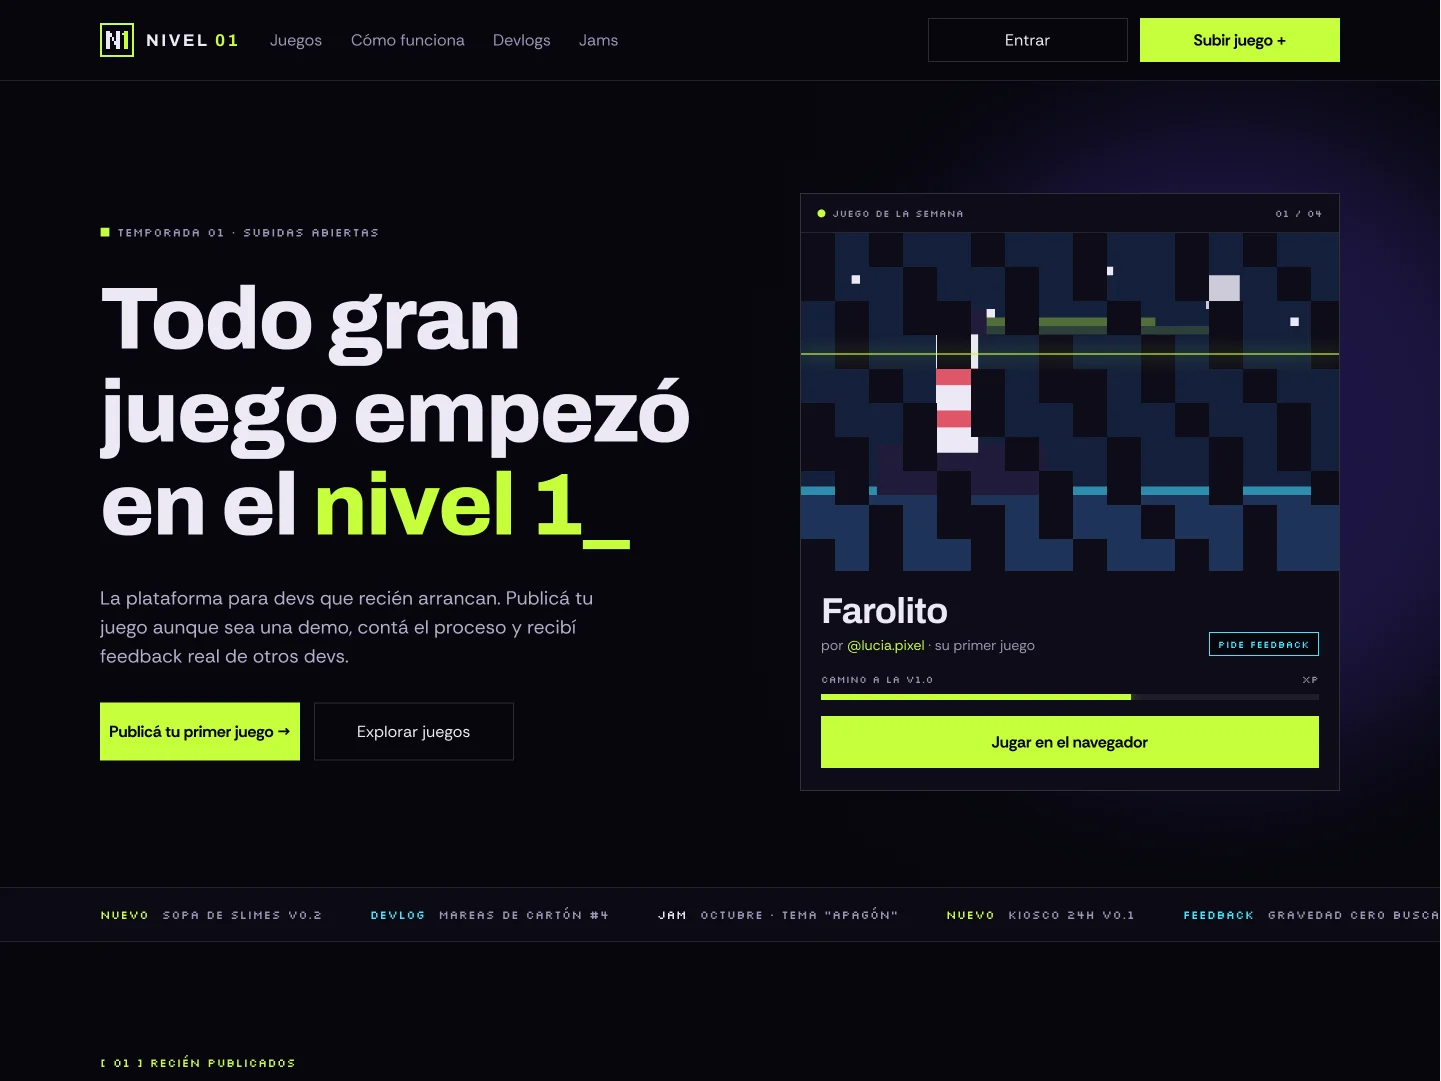 N1 NIVEL 01
Juegos
Cómo funciona
Devlogs
Jams
Entrar
Subir juego +
TEMPORADA 01 · SUBIDAS ABIERTAS
Todo gran
juego empezó
en el nivel 1_
La plataforma para devs que recién arrancan. Publicá tu
juego aunque sea una demo, contá el proceso y recibí
feedback real de otros devs.
Publicá tu primer juego →
Explorar juegos
JUEGO DE LA SEMANA
01 / 04
Farolito
por @lucia.pixel · su primer juego
PIDE FEEDBACK
CAMINO A LA V1.0
XP
Jugar en el navegador
NUEVO SOPA DE SLIMES V0.2
DEVLOG MAREAS DE CARTÓN #4
JAM OCTUBRE · TEMA "APAGÓN"
NUEVO KIOSCO 24H V0.1
FEEDBACK GRAVEDAD CERO BUSCA
[ 01 ] RECIÉN PUBLICADOS